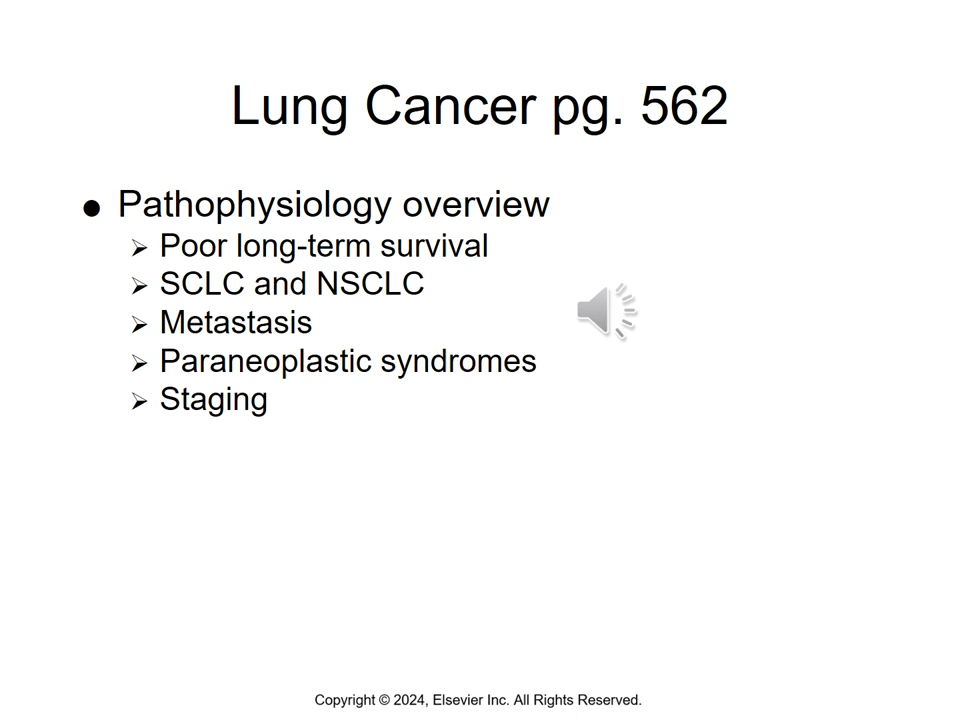 Lung Cancer pg. 562
● Pathophysiology overview
➢ Poor long-term survival
➢ SCLC and NSCLC
➢ Metastasis
➢ Paraneoplastic syndromes
➢ Staging
Copyright © 2024, Elsevier Inc. All Rights Reserved.